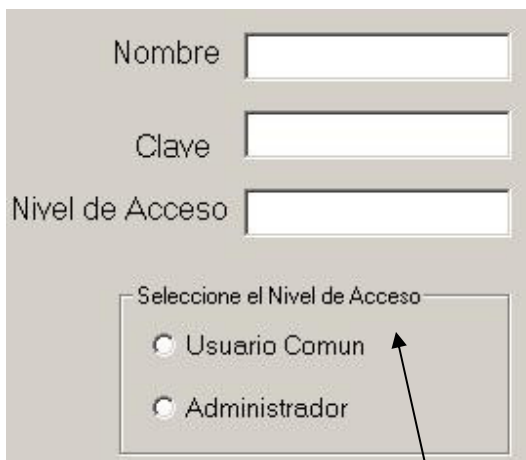 Nombre
Clave
Nivel de Acceso
Seleccione el Nivel de Acceso
Usuario Comun
Administrador